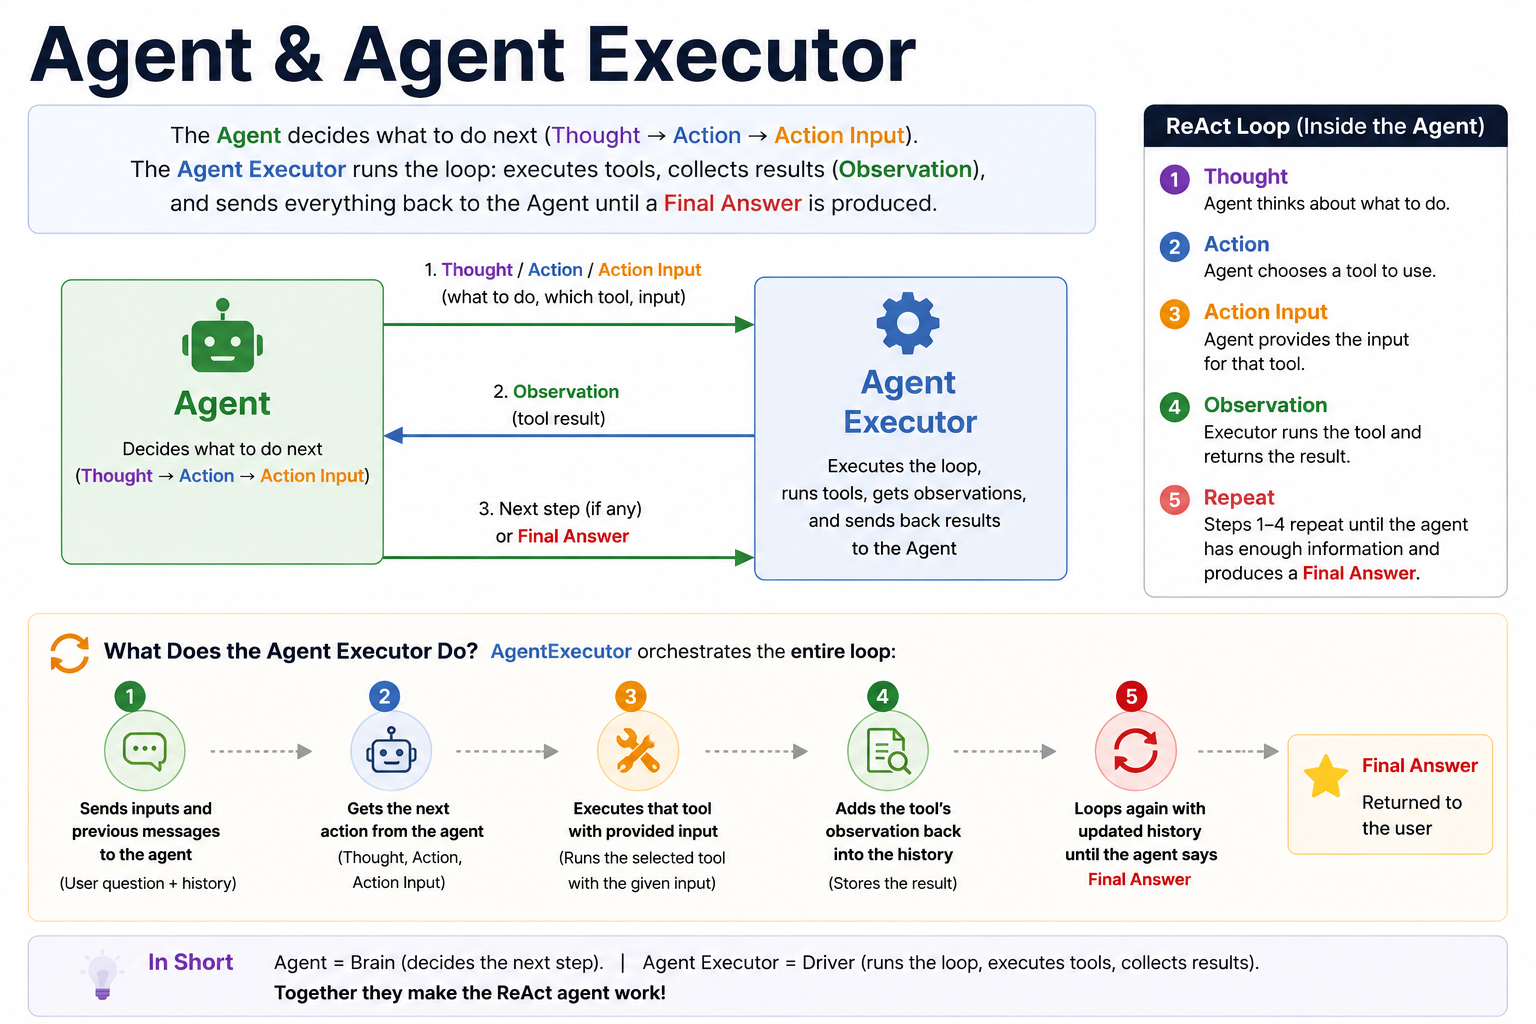 Agent & Agent Executor
The Agent decides what to do next (Thought → Action → Action Input).
The Agent Executor runs the loop: executes tools, collects results (Observation),
and sends everything back to the Agent until a Final Answer is produced.
Agent
Decides what to do next
(Thought → Action → Action Input)
1. Thought / Action / Action Input
(what to do, which tool, input)
2. Observation
(tool result)
3. Next step (if any)
or Final Answer
Agent
Executor
Executes the loop,
runs tools, gets observations,
and sends back results
to the Agent
ReAct Loop (Inside the Agent)
1 Thought
Agent thinks about what to do.
2 Action
Agent chooses a tool to use.
3 Action Input
Agent provides the input
for that tool.
4 Observation
Executor runs the tool and
returns the result.
5 Repeat
Steps 1–4 repeat until the agent
has enough information and
produces a Final Answer.
What Does the Agent Executor Do? AgentExecutor orchestrates the entire loop:
1
Sends inputs and
previous messages
to the agent
(User question + history)
2
Gets the next
action from the agent
(Thought, Action,
Action Input)
3
Executes that tool
with provided input
(Runs the selected tool
with the given input)
4
Adds the tool's
observation back
into the history
(Stores the result)
5
Loops again with
updated history
until the agent says
Final Answer
Final Answer
Returned to
the user
In Short
Agent = Brain (decides the next step). | Agent Executor = Driver (runs the loop, executes tools, collects results).
Together they make the ReAct agent work!